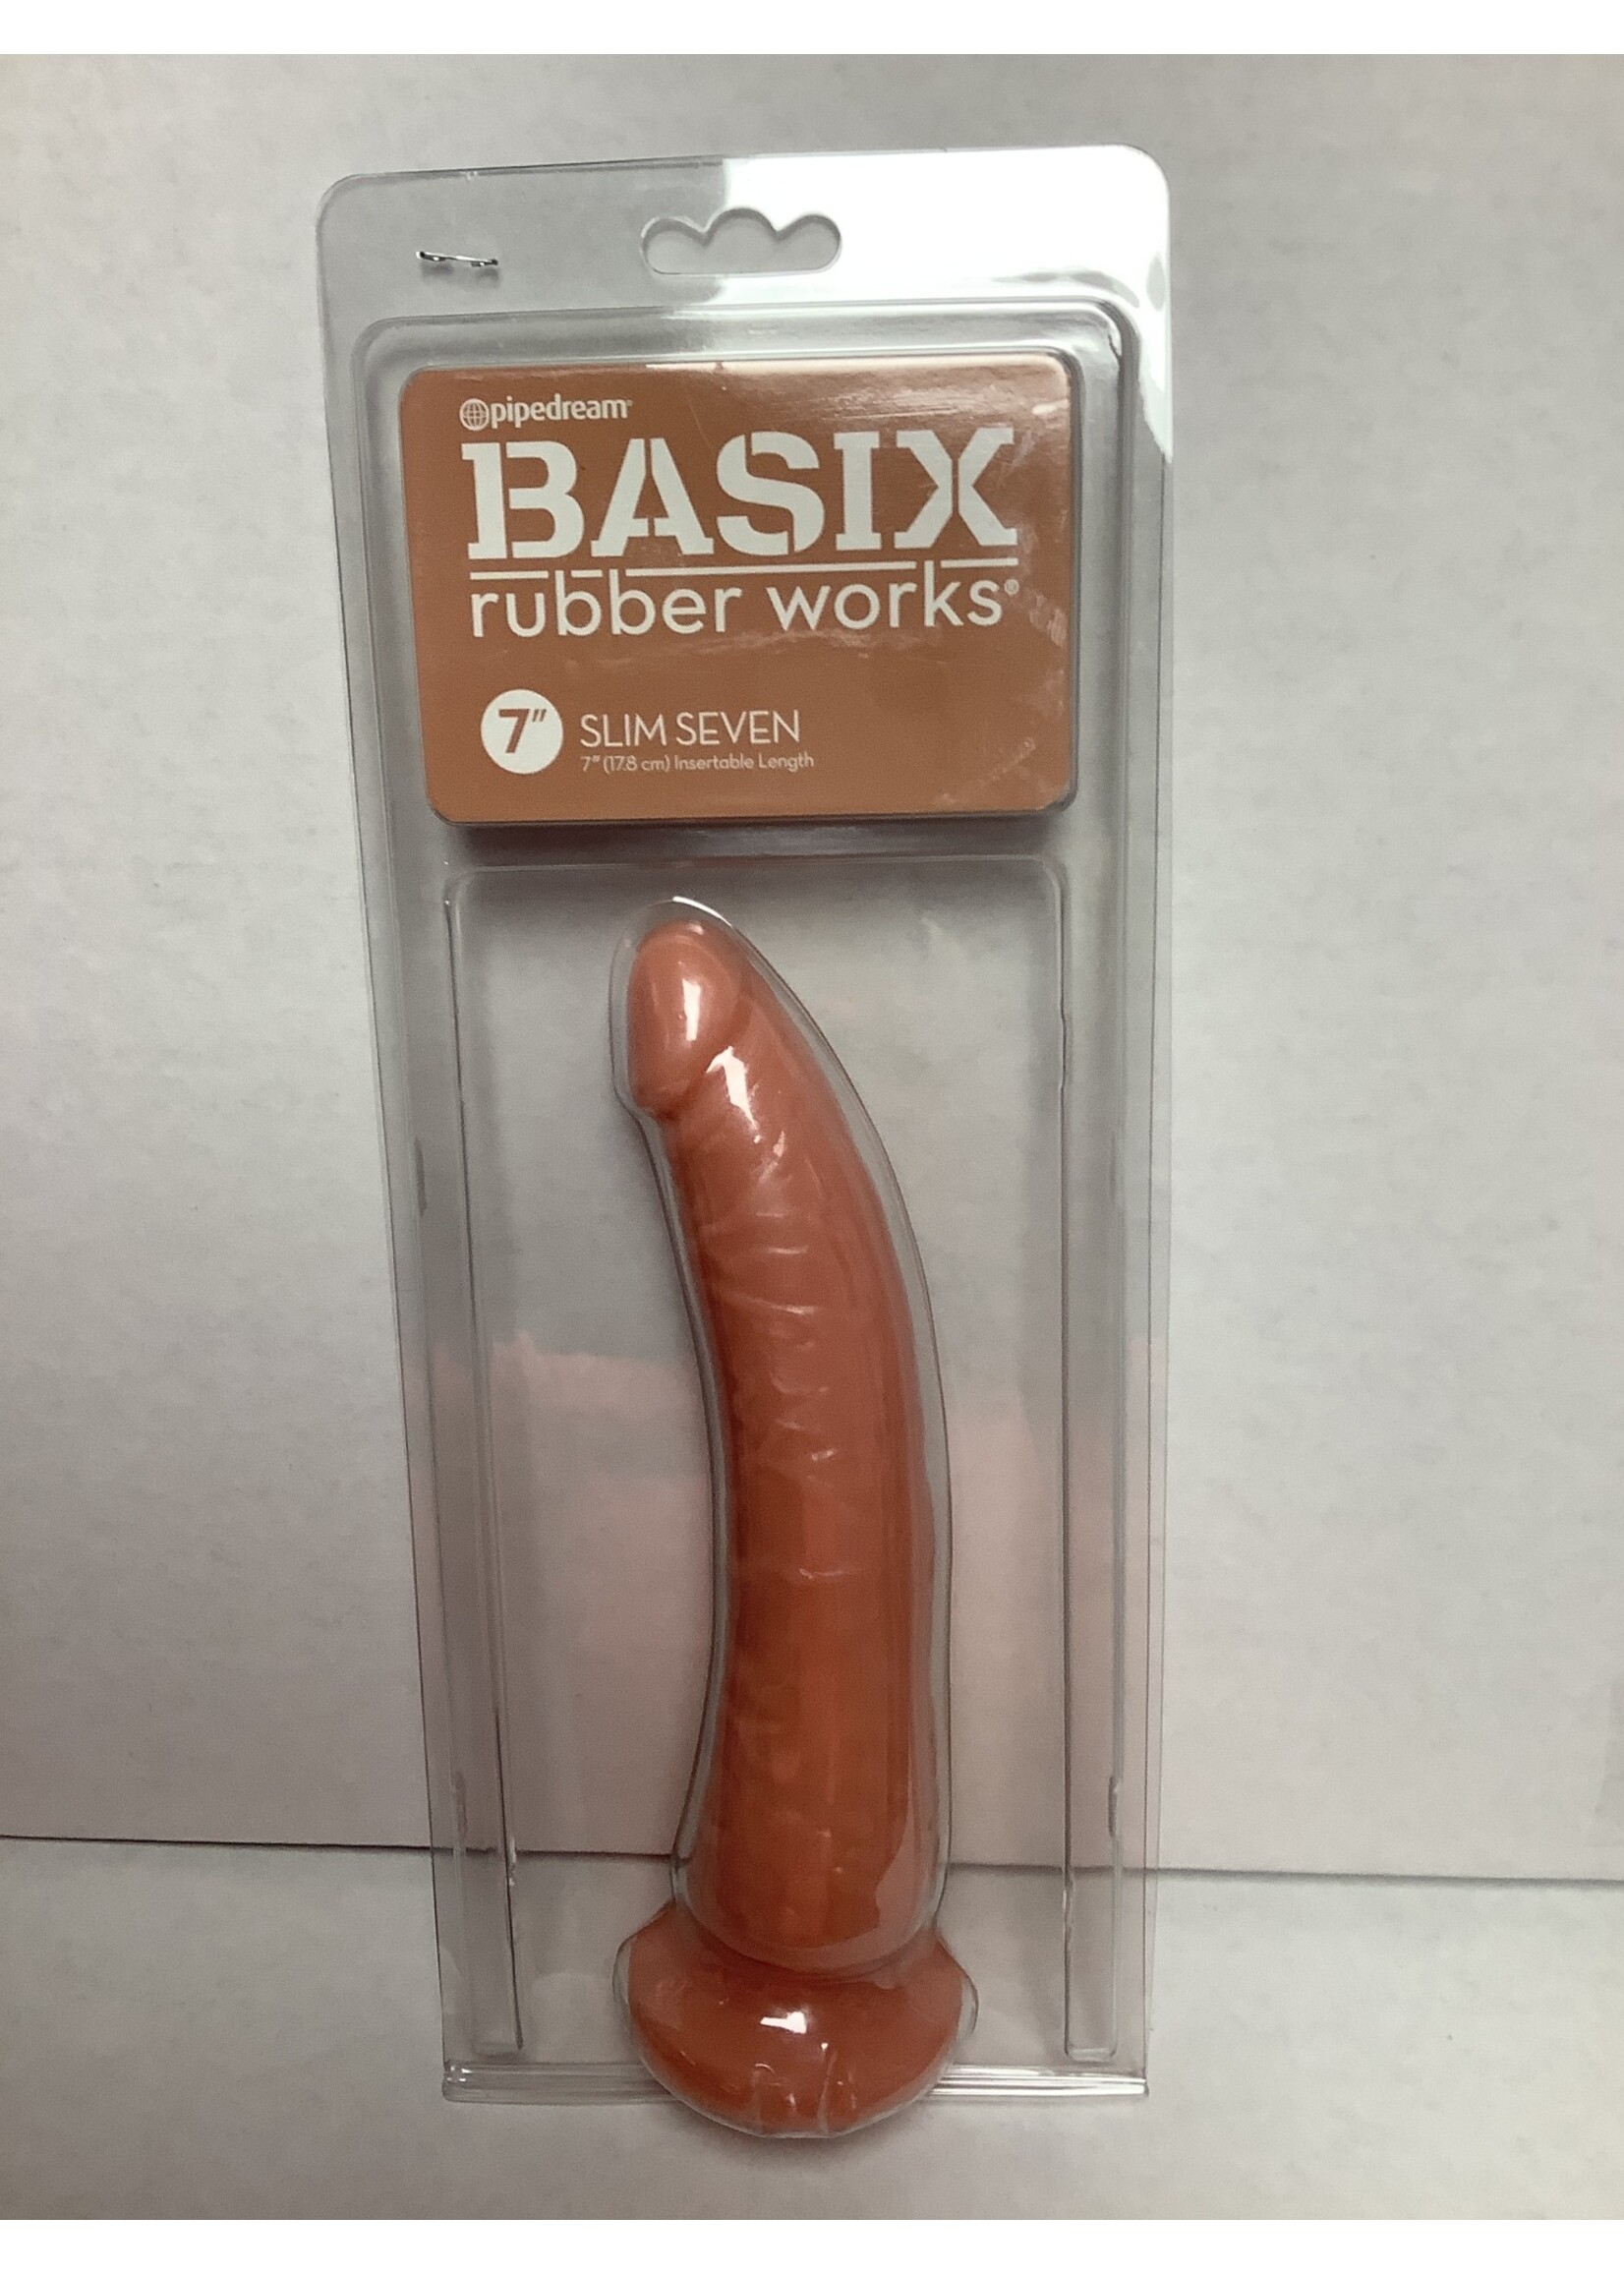 pipedream®
BASIX
rubber works®
7" SLIM SEVEN
7" (17.8 cm) Insertable Length